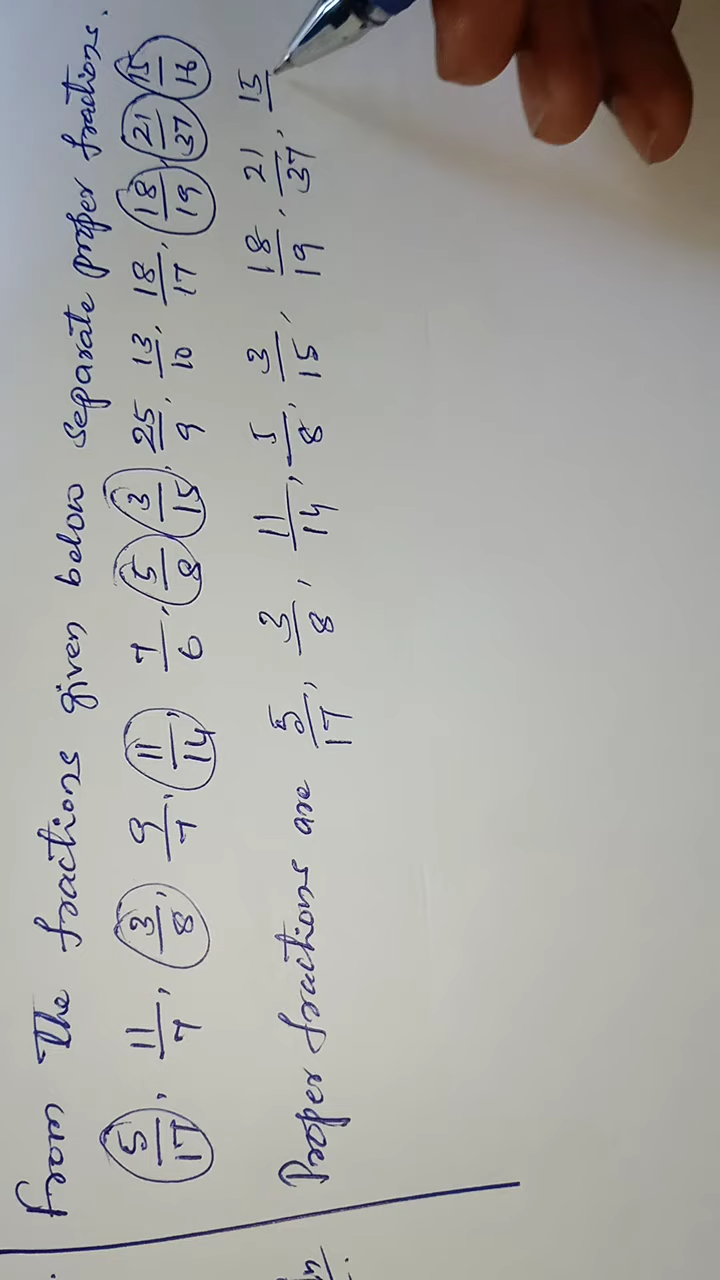 from The fractions given below separate proper fractions.
5/17, 11/7, 3/8, 9/7, 11/14, 7/6, 5/8, 3/15, 25/9, 13/10, 18/17, 18/19, 21/37, 15/16
Proper fractions are 5/17, 3/8, 11/14, 5/8, 3/15, 18/19, 21/37, 15